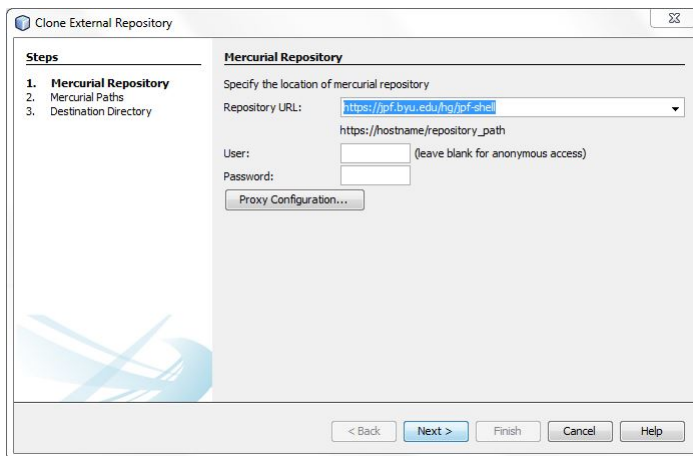 Clone External Repository
Steps
1. Mercurial Repository
2. Mercurial Paths
3. Destination Directory
Mercurial Repository
Specify the location of mercurial repository
Repository URL: https://jpf.byu.edu/hg/jpf-shell
https://hostname/repository_path
User: (leave blank for anonymous access)
Password:
Proxy Configuration...
< Back Next > Finish Cancel Help